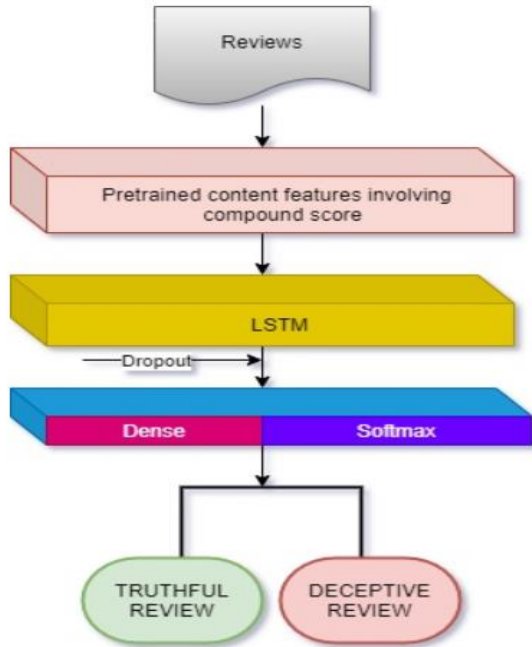 Reviews
Pretrained content features involving
compound score
LSTM
Dropout
Dense
Softmax
TRUTHFUL
REVIEW
DECEPTIVE
REVIEW